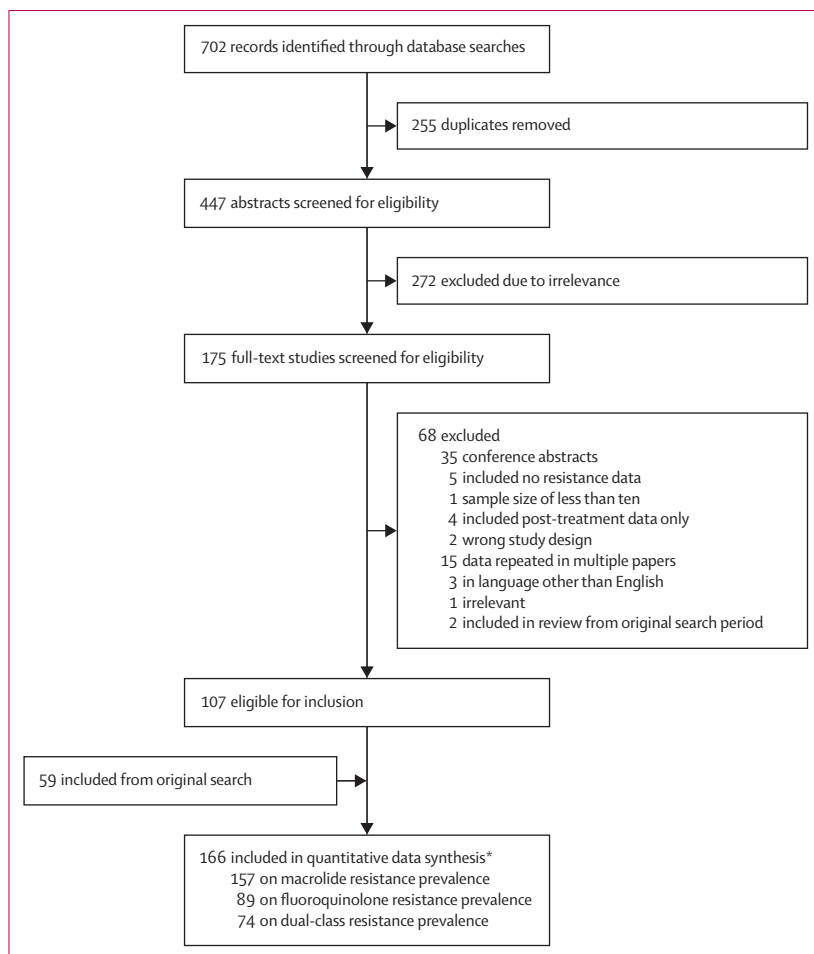 702 records identified through database searches
255 duplicates removed
447 abstracts screened for eligibility
272 excluded due to irrelevance
175 full-text studies screened for eligibility
68 excluded
35 conference abstracts
5 included no resistance data
1 sample size of less than ten
4 included post-treatment data only
2 wrong study design
15 data repeated in multiple papers
3 in language other than English
1 irrelevant
2 included in review from original search period
107 eligible for inclusion
59 included from original search
166 included in quantitative data synthesis*
157 on macrolide resistance prevalence
89 on fluoroquinolone resistance prevalence
74 on dual-class resistance prevalence